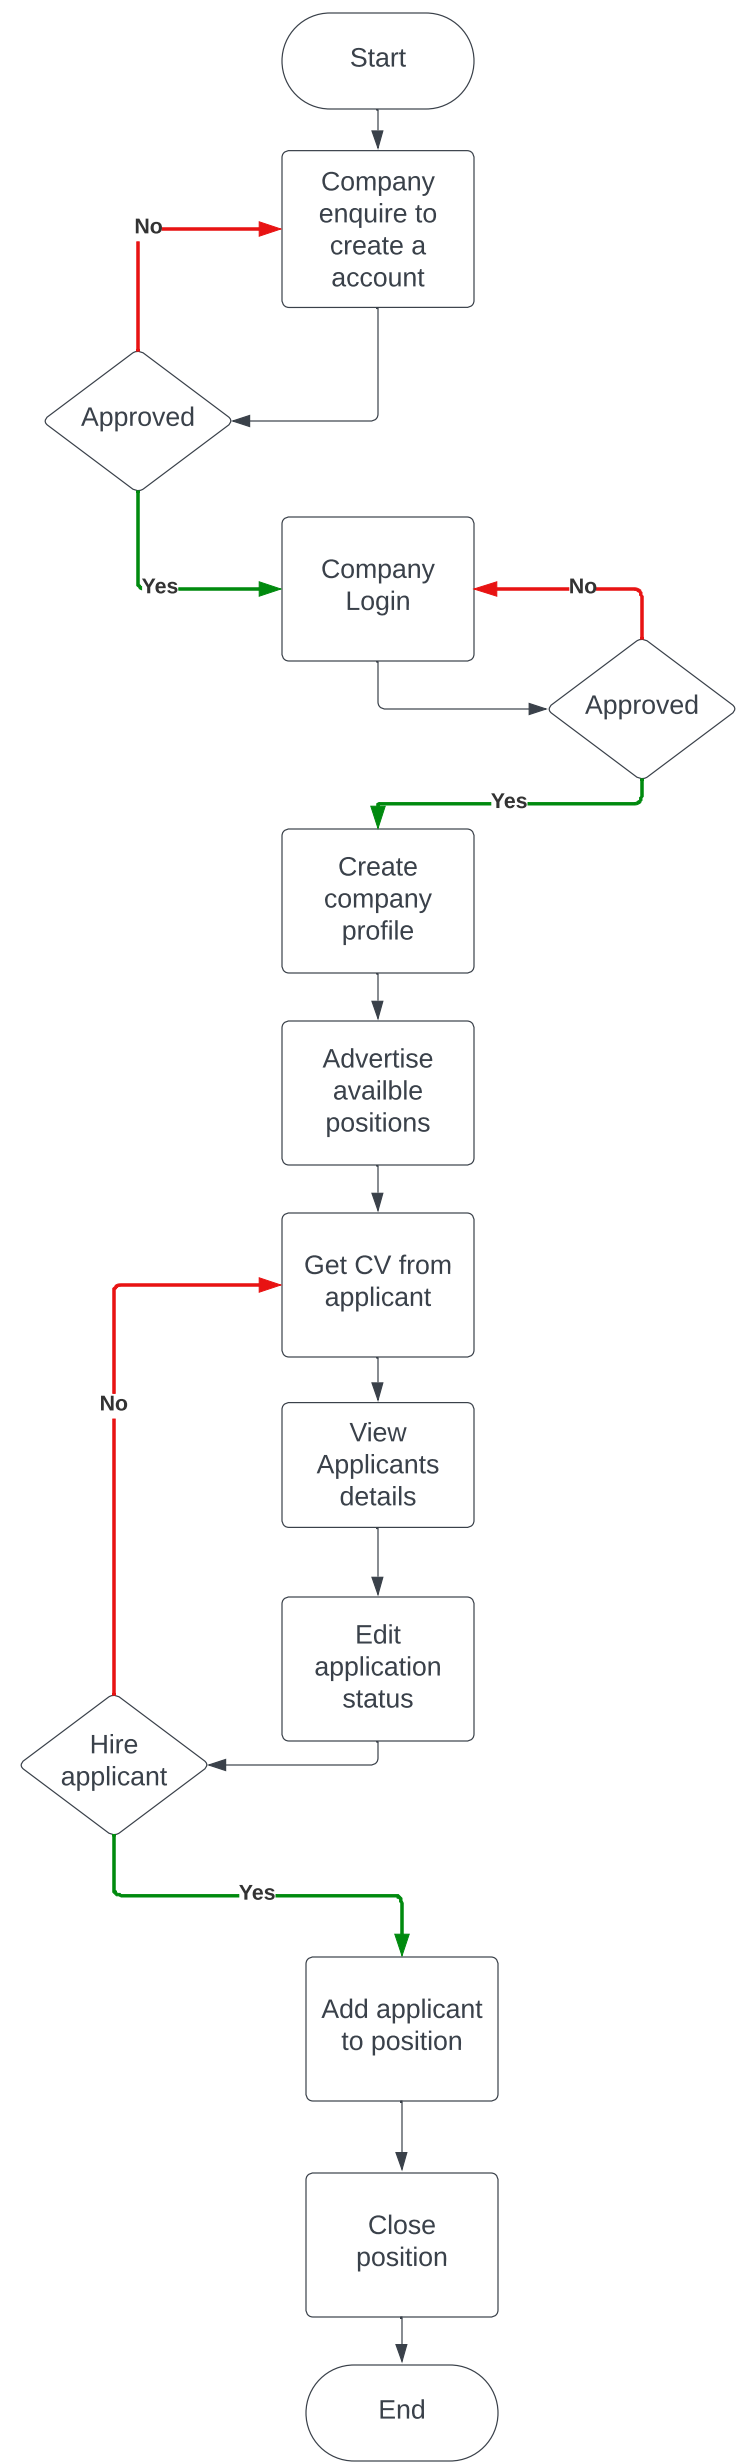 Start
Company
enquire to
create a
account
No
Approved
Yes
Company
Login
No
Approved
Yes
Create
company
profile
Advertise
availble
positions
Get CV from
applicant
No
View
Applicants
details
Edit
application
status
Hire
applicant
Yes
Add applicant
to position
Close
position
End